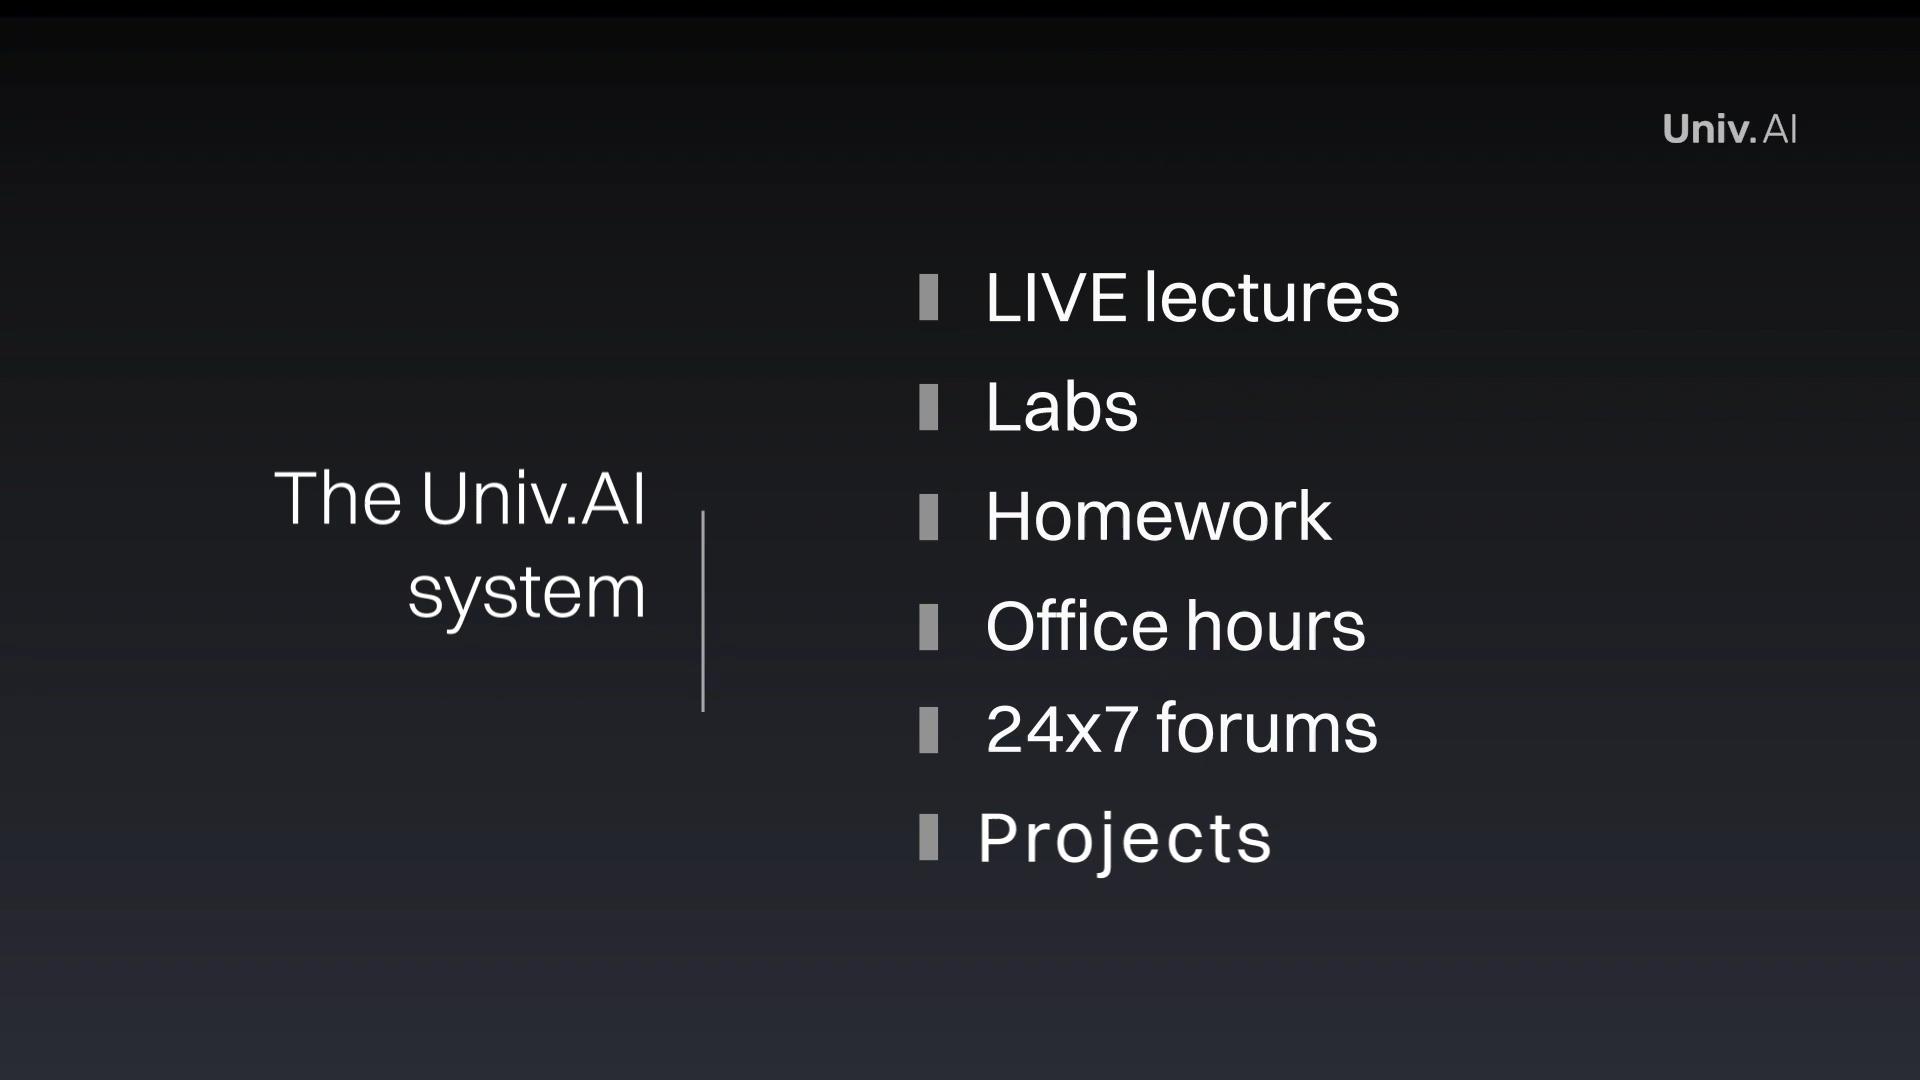 Univ.AI
The Univ.AI
system
LIVE lectures
Labs
Homework
Office hours
24x7 forums
Projects